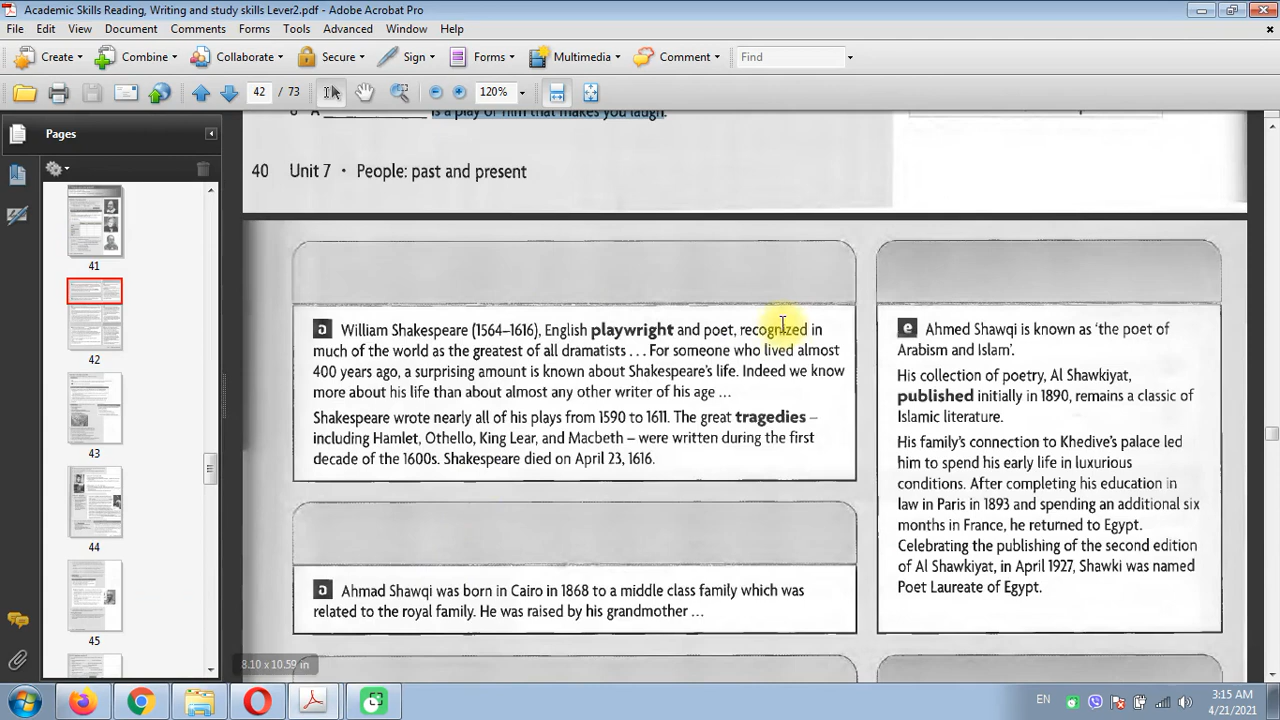 Academic Skills Reading, Writing and study skills Lever2.pdf - Adobe Acrobat Pro
File Edit View Document Comments Forms Tools Advanced Window Help
Create Combine Collaborate Secure Sign Forms Multimedia Comment Find
42 / 73 120%
Pages
41
42
43
44
45
is a play or film that makes you laugh.
40 Unit 7 • People: past and present
William Shakespeare (1564–1616). English playwright and poet, recognized in
much of the world as the greatest of all dramatists ... For someone who lived almost
400 years ago, a surprising amount is known about Shakespeare's life. Indeed we know
more about his life than about almost any other writer of his age ...
Shakespeare wrote nearly all of his plays from 1590 to 1611. The great tragedies –
including Hamlet, Othello, King Lear, and Macbeth – were written during the first
decade of the 1600s. Shakespeare died on April 23, 1616.
Ahmad Shawqi was born in Cairo in 1868 to a middle class family which was
related to the royal family. He was raised by his grandmother ...
e Ahmed Shawqi is known as 'the poet of
Arabism and Islam'.
His collection of poetry, Al Shawkiyat,
published initially in 1890, remains a classic of
Islamic literature.
His family's connection to Khedive's palace led
him to spend his early life in luxurious
conditions. After completing his education in
law in Paris in 1893 and spending an additional six
months in France, he returned to Egypt.
Celebrating the publishing of the second edition
of Al Shawkiyat, in April 1927, Shawki was named
Poet Laureate of Egypt.
8.10 x 10.59 in
EN
3:15 AM
4/21/2021